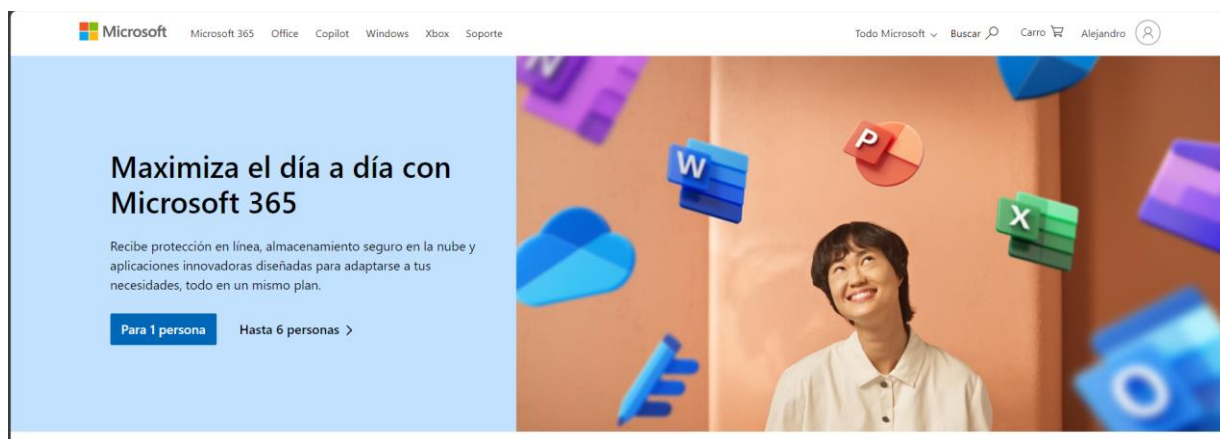 Microsoft Microsoft 365 Office Copilot Windows Xbox Soporte Todo Microsoft Buscar Carro Alejandro
Maximiza el día a día con
Microsoft 365
Recibe protección en línea, almacenamiento seguro en la nube y
aplicaciones innovadoras diseñadas para adaptarse a tus
necesidades, todo en un mismo plan.
Para 1 persona Hasta 6 personas >
N
W
P
X
O